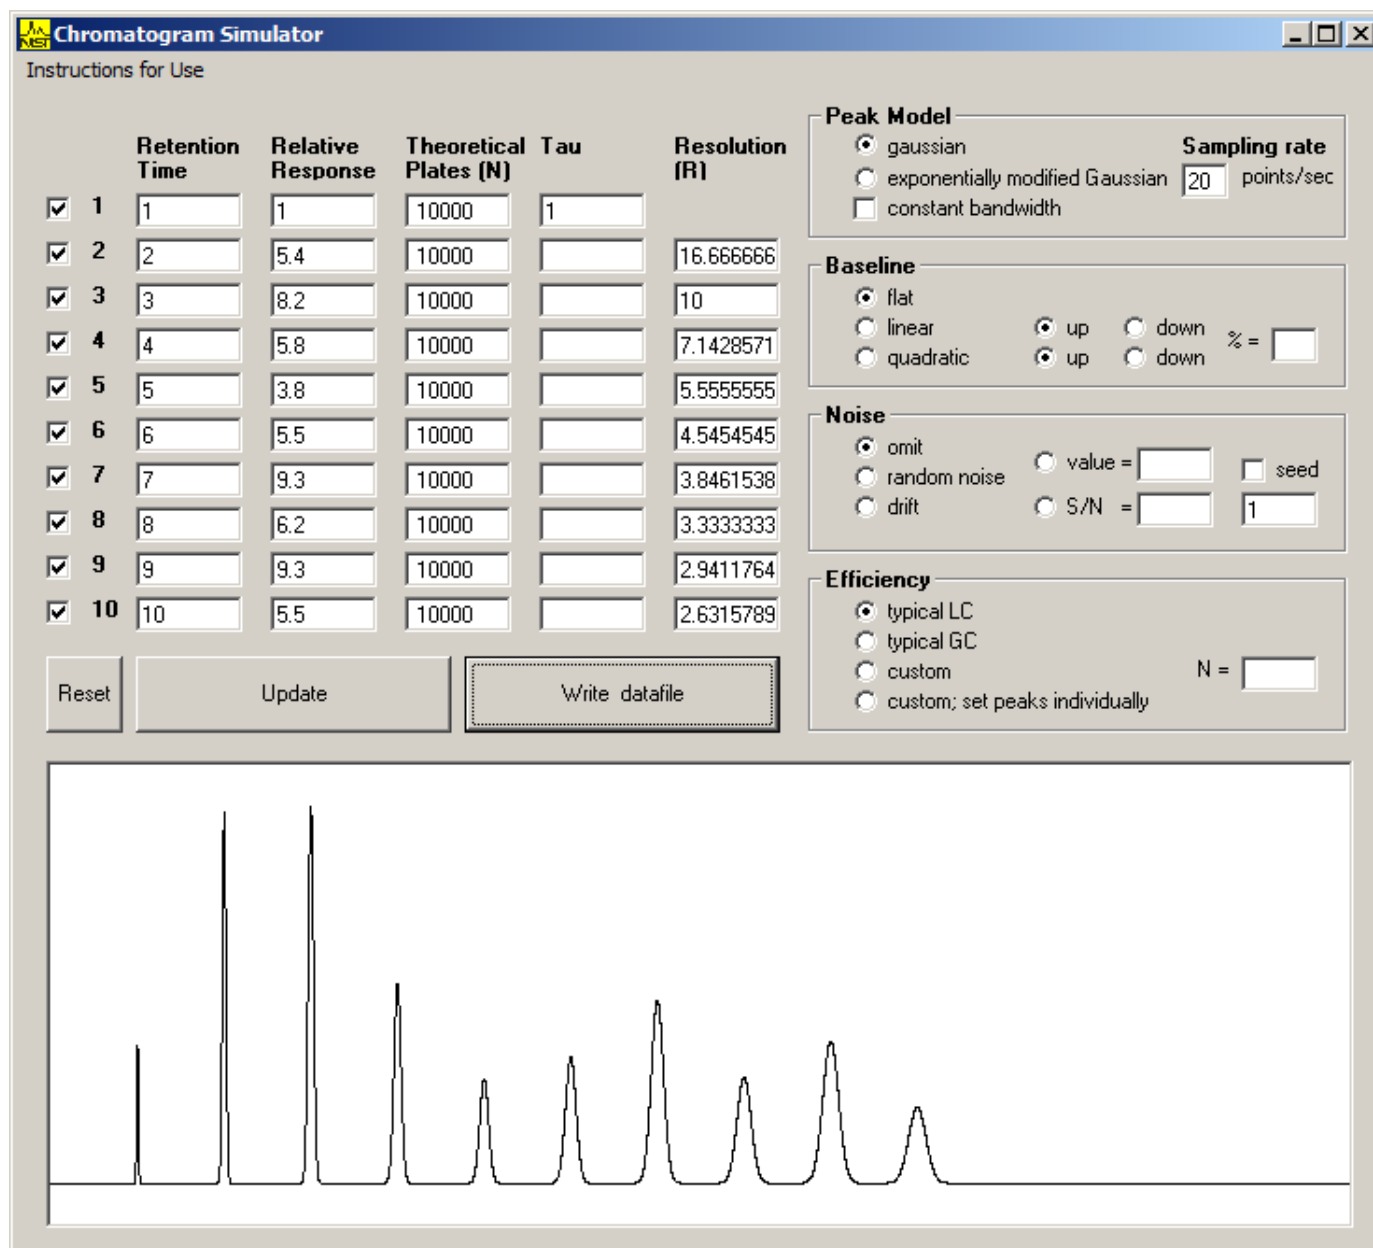 NIST
Chromatogram Simulator
Instructions for Use
Retention Time Relative Response Theoretical Plates (N) Tau Resolution (R)
1 1 1 10000 1
2 2 5.4 10000 16.666666
3 3 8.2 10000 10
4 4 5.8 10000 7.1428571
5 5 3.8 10000 5.5555555
6 6 5.5 10000 4.5454545
7 7 9.3 10000 3.8461538
8 8 6.2 10000 3.3333333
9 9 9.3 10000 2.9411764
10 10 5.5 10000 2.6315789
Reset Update Write datafile
Peak Model
gaussian
exponentially modified Gaussian
constant bandwidth
Sampling rate
20 points/sec
Baseline
flat
linear up down
quadratic up down
% =
Noise
omit
random noise
drift
value =
S/N =
seed
1
Efficiency
typical LC
typical GC
custom N =
custom; set peaks individually